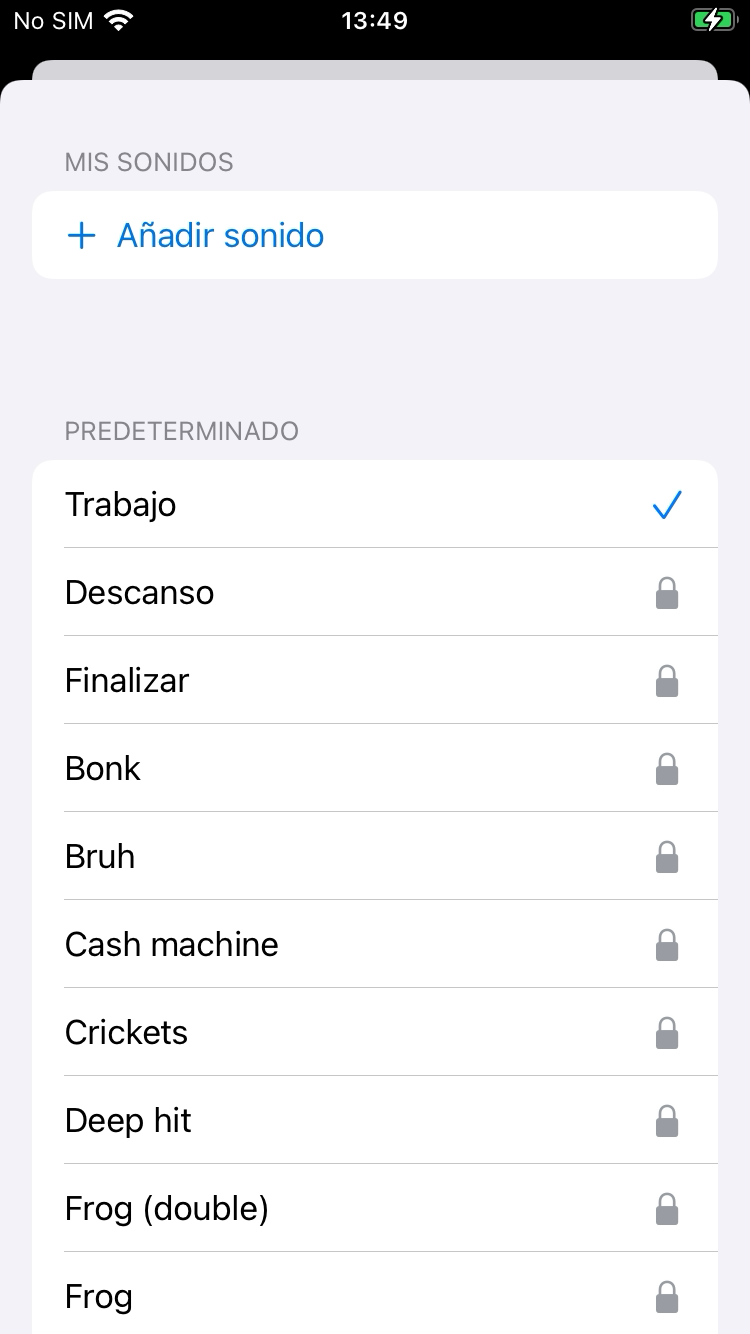 No SIM 13:49
MIS SONIDOS
+ Añadir sonido
PREDETERMINADO
Trabajo
Descanso
Finalizar
Bonk
Bruh
Cash machine
Crickets
Deep hit
Frog (double)
Frog